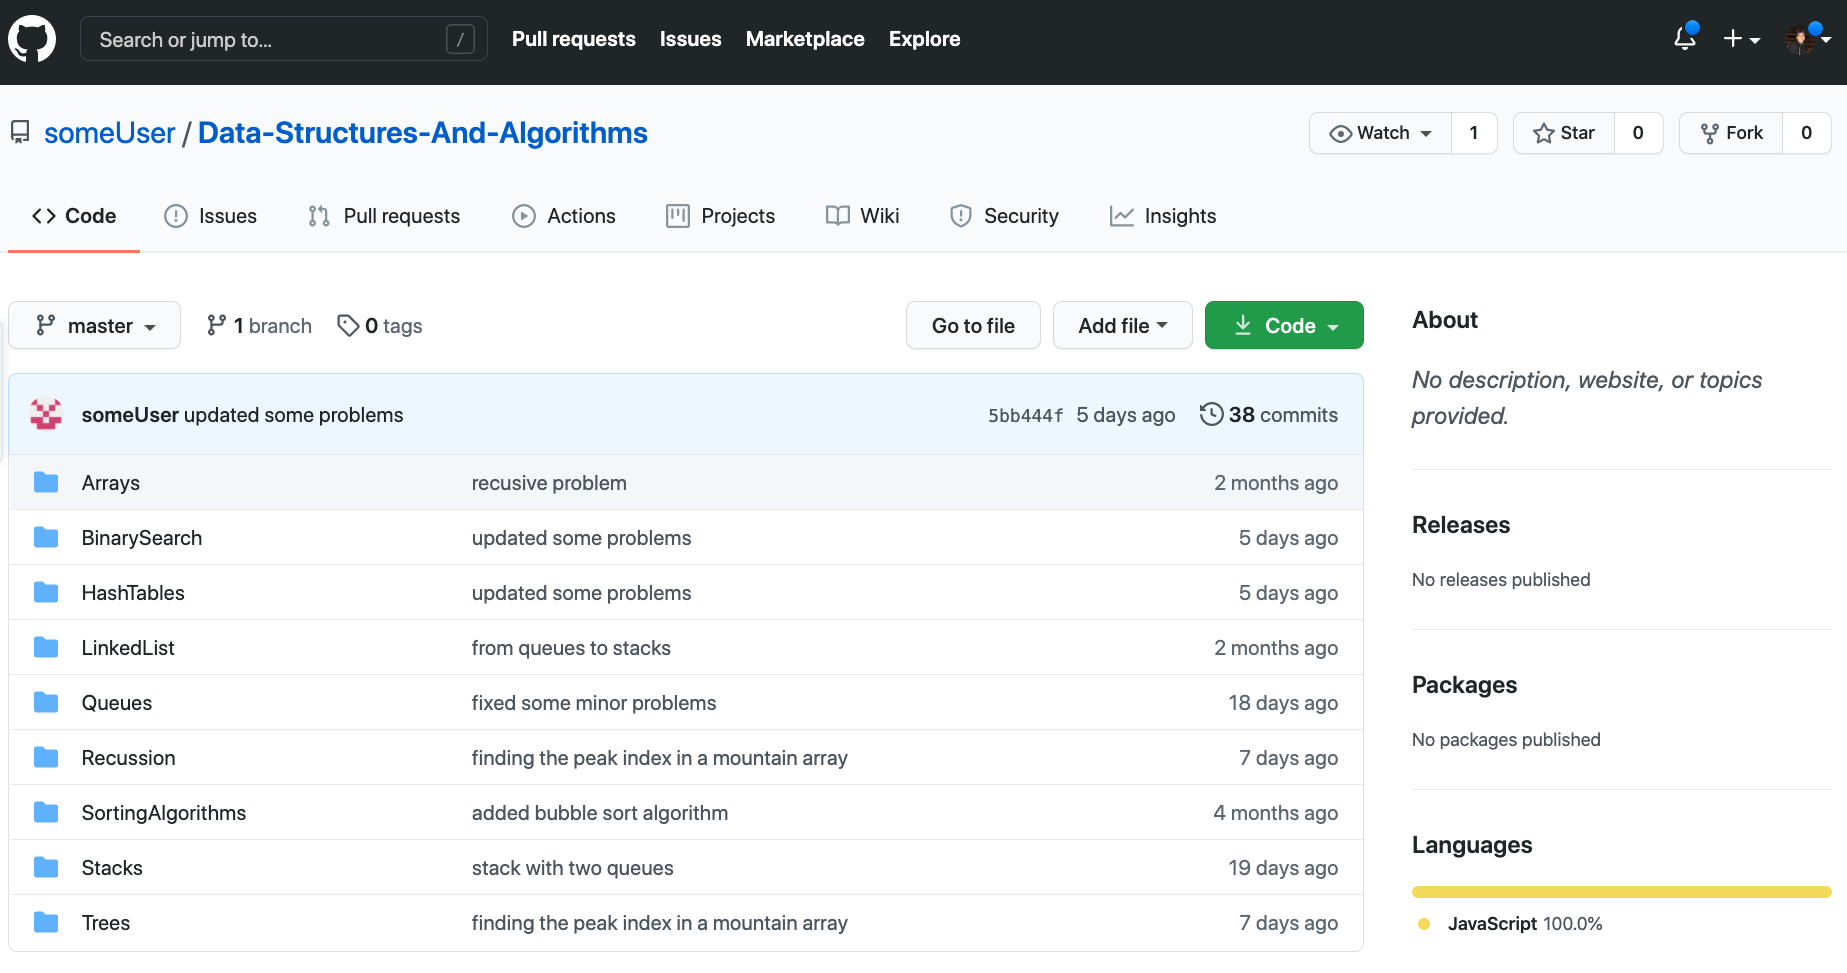 Search or jump to... /
Pull requests Issues Marketplace Explore
someUser / Data-Structures-And-Algorithms
Watch 1 Star 0 Fork 0
Code Issues Pull requests Actions Projects Wiki Security Insights
master 1 branch 0 tags Go to file Add file Code
someUser updated some problems 5bb444f 5 days ago 38 commits
Arrays recusive problem 2 months ago
BinarySearch updated some problems 5 days ago
HashTables updated some problems 5 days ago
LinkedList from queues to stacks 2 months ago
Queues fixed some minor problems 18 days ago
Recussion finding the peak index in a mountain array 7 days ago
SortingAlgorithms added bubble sort algorithm 4 months ago
Stacks stack with two queues 19 days ago
Trees finding the peak index in a mountain array 7 days ago
About
No description, website, or topics
provided.
Releases
No releases published
Packages
No packages published
Languages
JavaScript 100.0%